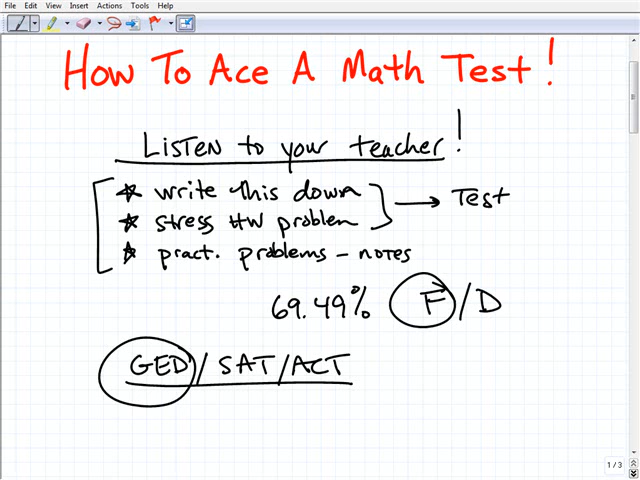 File Edit View Insert Actions Tools Help
How To Ace A Math Test!
Listen to your teacher!
* write this down
* stress HW problem
→ Test
* pract. problems - notes
69.49% F/D
GED/SAT/ACT
1/3